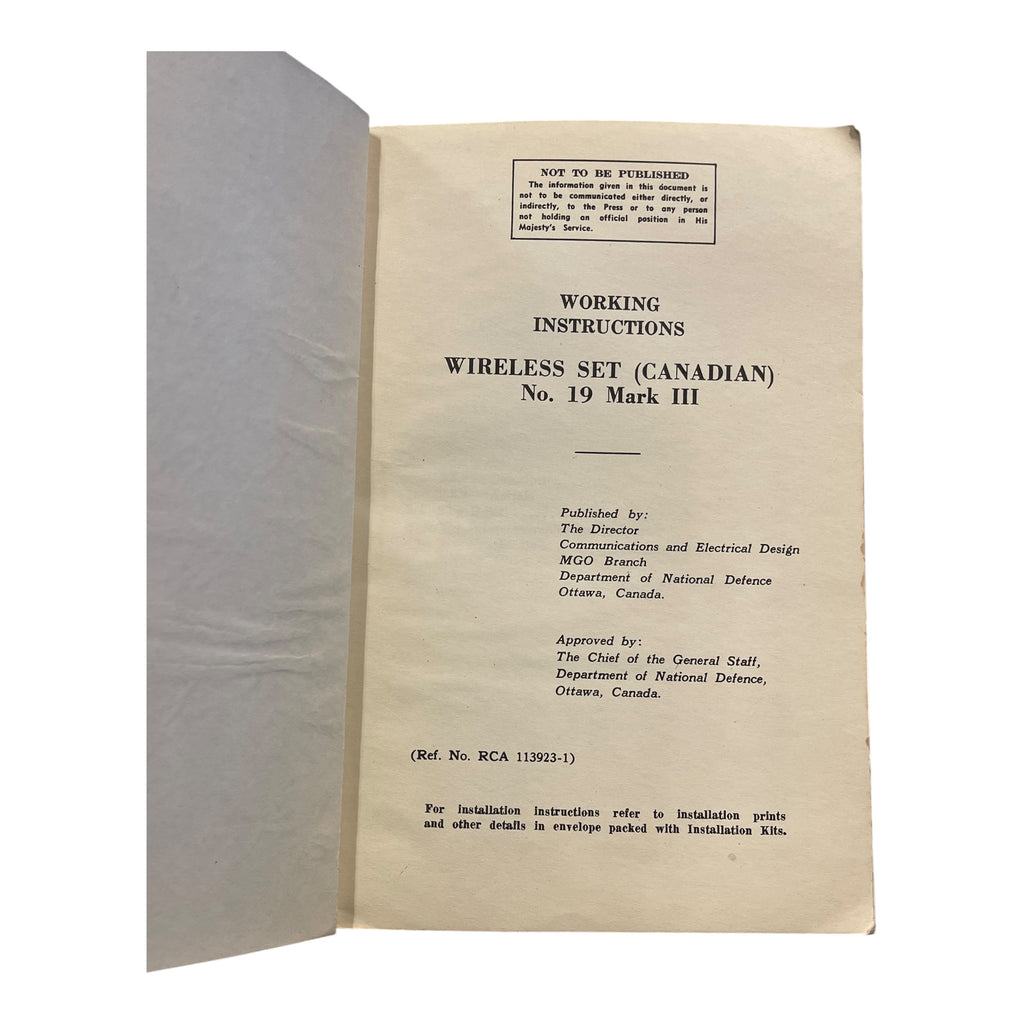 NOT TO BE PUBLISHED
The information given in this document is
not to be communicated either directly, or
indirectly, to the Press or to any person
not holding an official position in His
Majesty's Service.
WORKING
INSTRUCTIONS
WIRELESS SET (CANADIAN)
No. 19 Mark III
Published by:
The Director
Communications and Electrical Design
MGO Branch
Department of National Defence
Ottawa, Canada.
Approved by:
The Chief of the General Staff,
Department of National Defence,
Ottawa, Canada.
(Ref. No. RCA 113923-1)
For installation instructions refer to installation prints
and other details in envelope packed with Installation Kits.